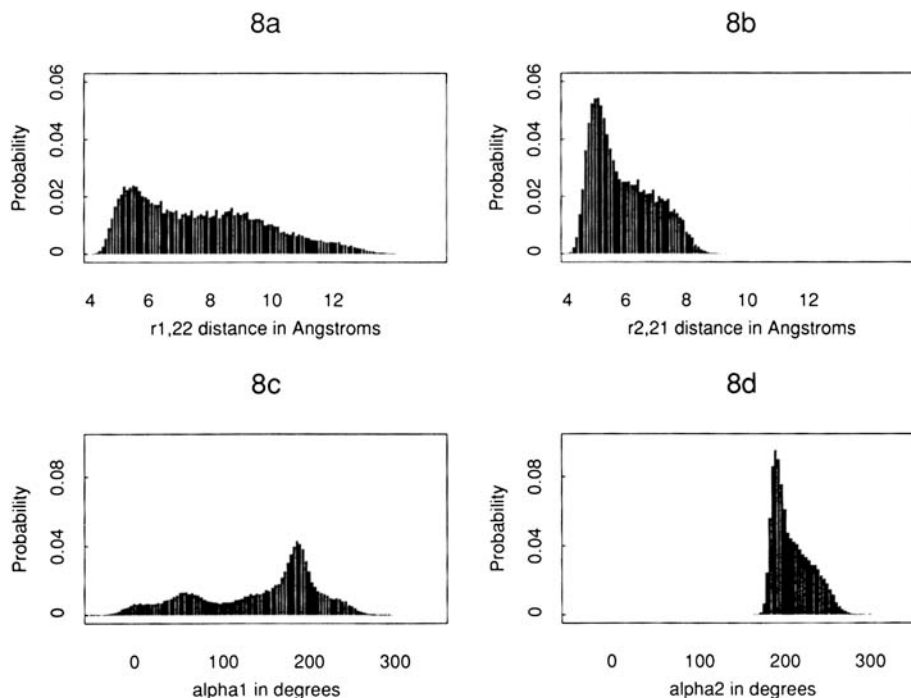 8a
0.06
0.04
0.02
0
Probability
4 6 8 10 12
r1,22 distance in Angstroms
8b
0.06
0.04
0.02
0
Probability
4 6 8 10 12
r2,21 distance in Angstroms
8c
0.08
0.04
0
Probability
0 100 200 300
alpha1 in degrees
8d
0.08
0.04
0
Probability
0 100 200 300
alpha2 in degrees